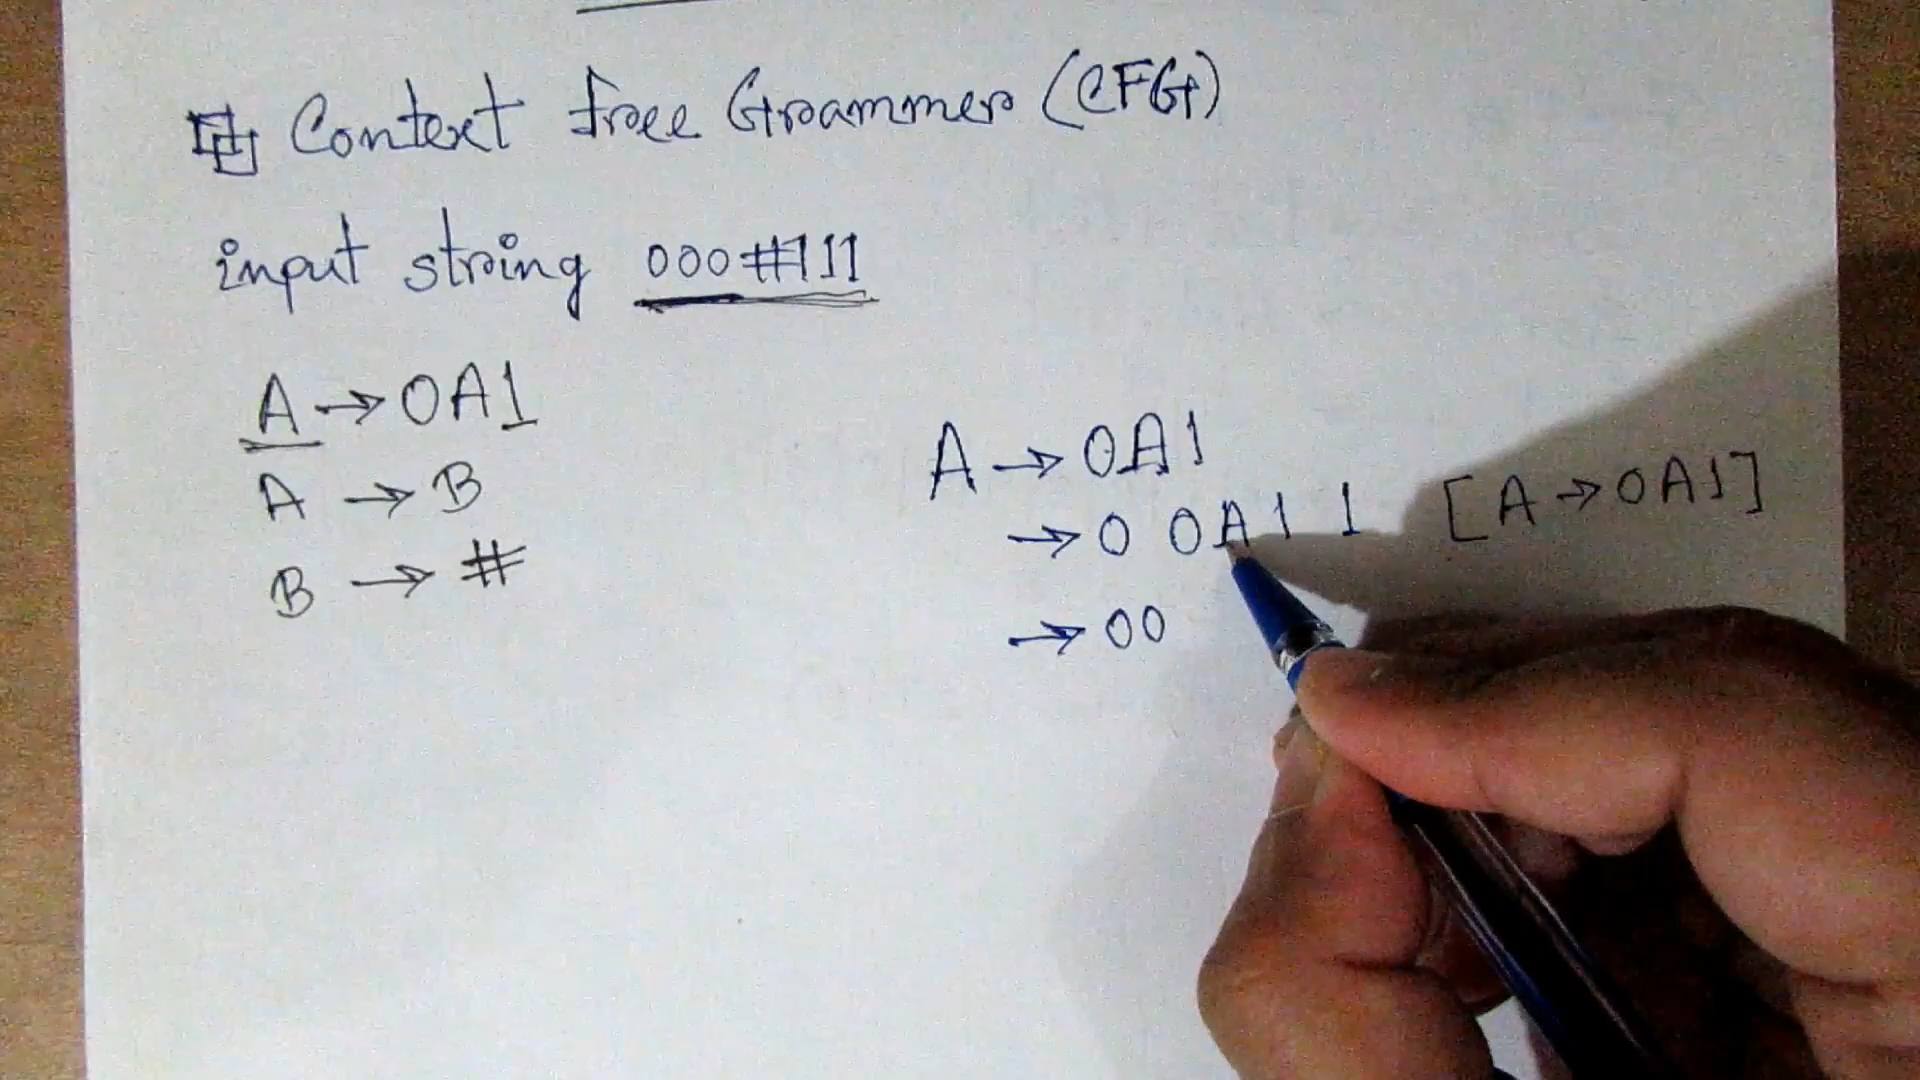 Context free Grammer (CFG)
input string 000#111
A → 0A1
A → B
B → #
A → 0A1
→ 0 0A1 1 [A → 0A1]
→ 00